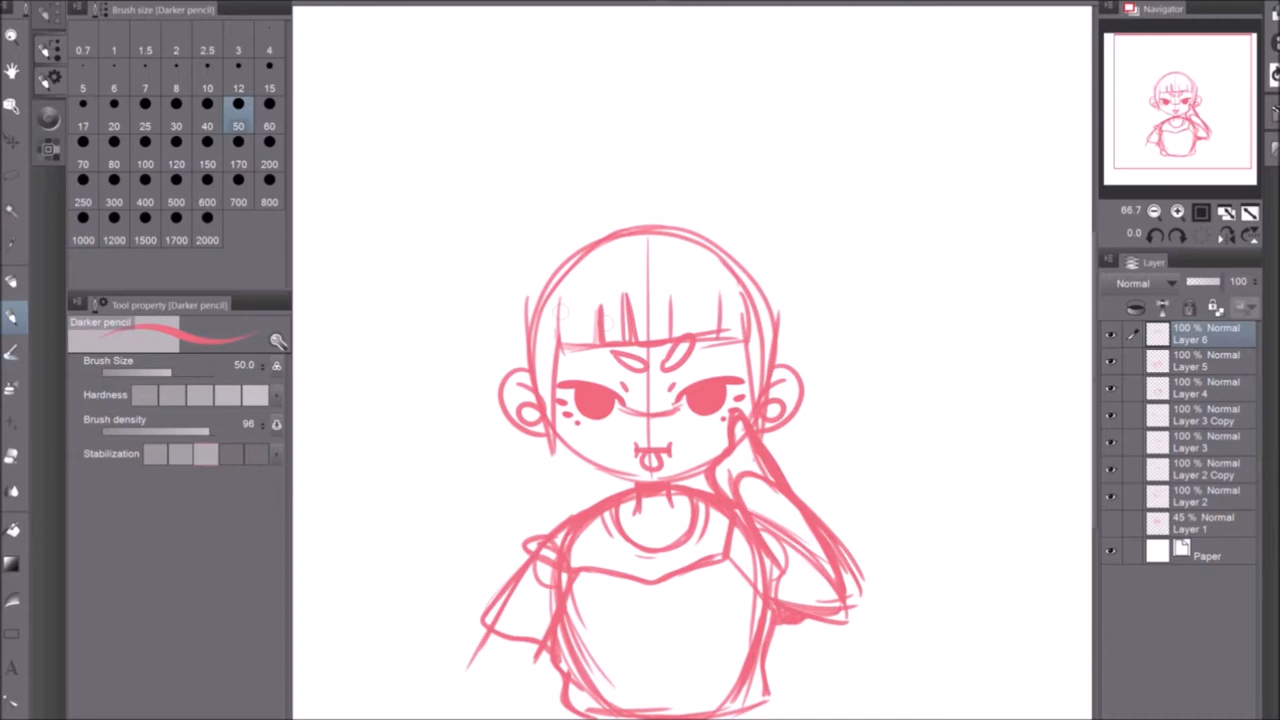 Brush size [Darker pencil]
0.7 1 1.5 2 2.5 3 4
5 6 7 8 10 12 15
17 20 25 30 40 50 60
70 80 100 120 150 170 200
250 300 400 500 600 700 800
1000 1200 1500 1700 2000
Tool property [Darker pencil]
Darker pencil
Brush Size 50.0
Hardness
Brush density 96
Stabilization
A
Navigator
66.7
0.0
Layer
Normal 100
100 % Normal
Layer 6
100 % Normal
Layer 5
100 % Normal
Layer 4
100 % Normal
Layer 3 Copy
100 % Normal
Layer 3
100 % Normal
Layer 2 Copy
100 % Normal
Layer 2
45 % Normal
Layer 1
Paper